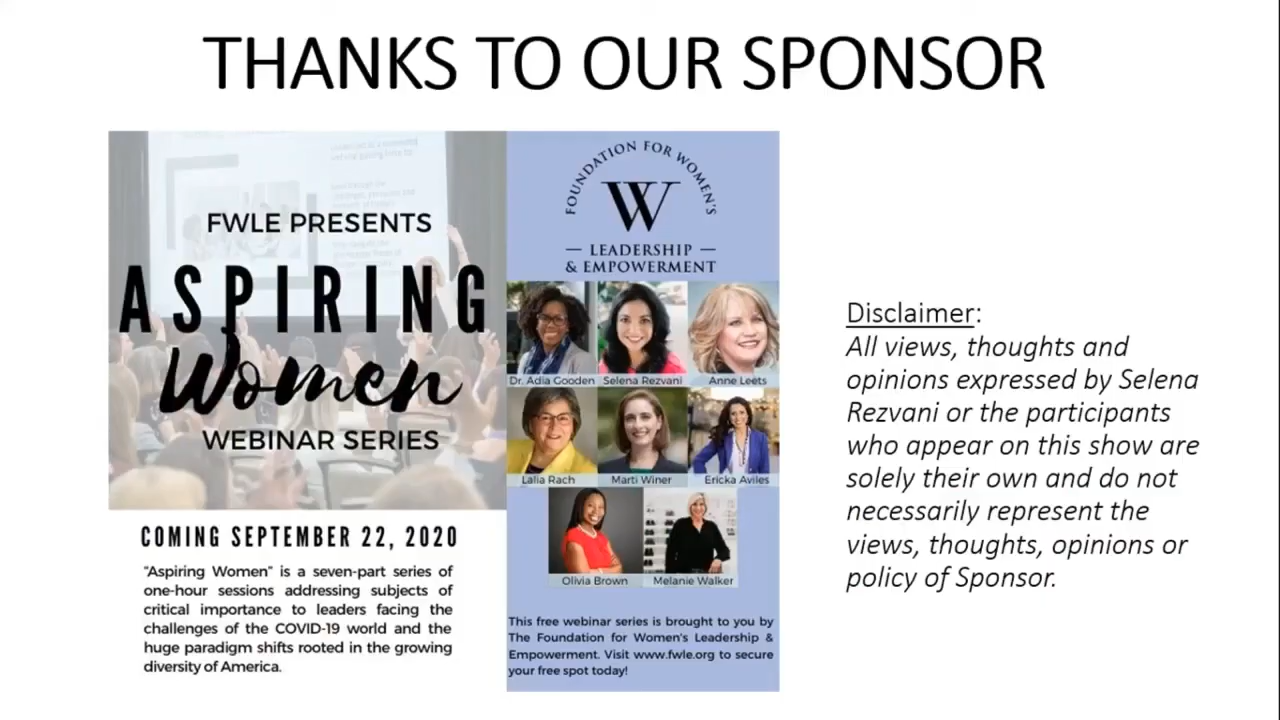 THANKS TO OUR SPONSOR
FWLE PRESENTS
ASPIRING
Women
WEBINAR SERIES
COMING SEPTEMBER 22, 2020
"Aspiring Women" is a seven-part series of
one-hour sessions addressing subjects of
critical importance to leaders facing the
challenges of the COVID-19 world and the
huge paradigm shifts rooted in the growing
diversity of America.
FOUNDATION FOR WOMEN'S
W
— LEADERSHIP —
& EMPOWERMENT
Dr. Adia Gooden Selena Rezvani Anne Leets
Lalia Rach Marti Winer Ericka Aviles
Olivia Brown Melanie Walker
This free webinar series is brought to you by
The Foundation for Women's Leadership &
Empowerment. Visit www.fwle.org to secure
your free spot today!
Disclaimer:
All views, thoughts and
opinions expressed by Selena
Rezvani or the participants
who appear on this show are
solely their own and do not
necessarily represent the
views, thoughts, opinions or
policy of Sponsor.